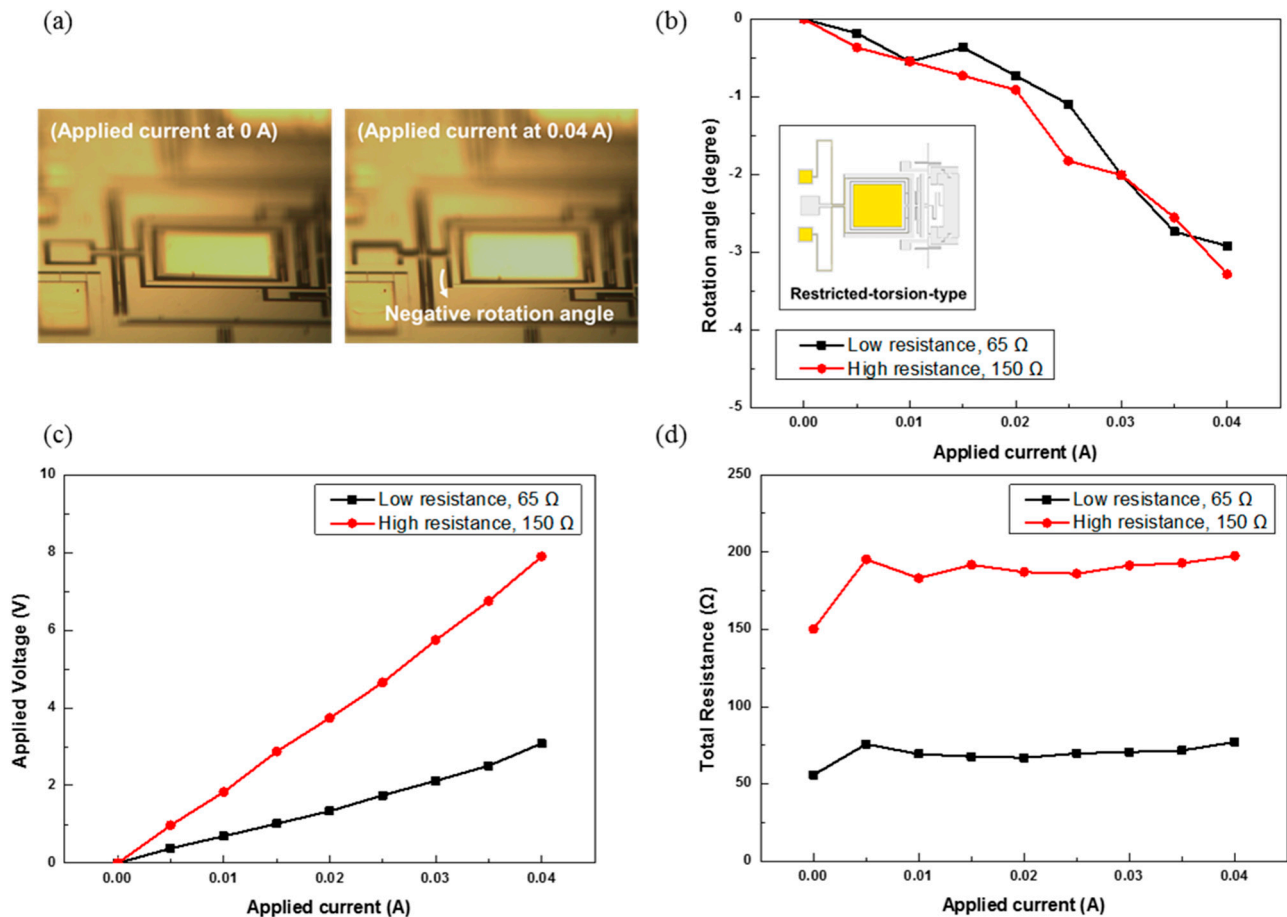 (a)
(Applied current at 0 A)
(Applied current at 0.04 A)
Negative rotation angle
(b)
0
-1
-2
-3
-4
-5
Rotation angle (degree)
Restricted-torsion-type
Low resistance, 65 Ω
High resistance, 150 Ω
0.00
0.01
0.02
0.03
0.04
Applied current (A)
(c)
10
8
6
4
2
0
Applied Voltage (V)
Low resistance, 65 Ω
High resistance, 150 Ω
0.00
0.01
0.02
0.03
0.04
Applied current (A)
(d)
250
200
150
100
50
0
Total Resistance (Ω)
Low resistance, 65 Ω
High resistance, 150 Ω
0.00
0.01
0.02
0.03
0.04
Applied current (A)